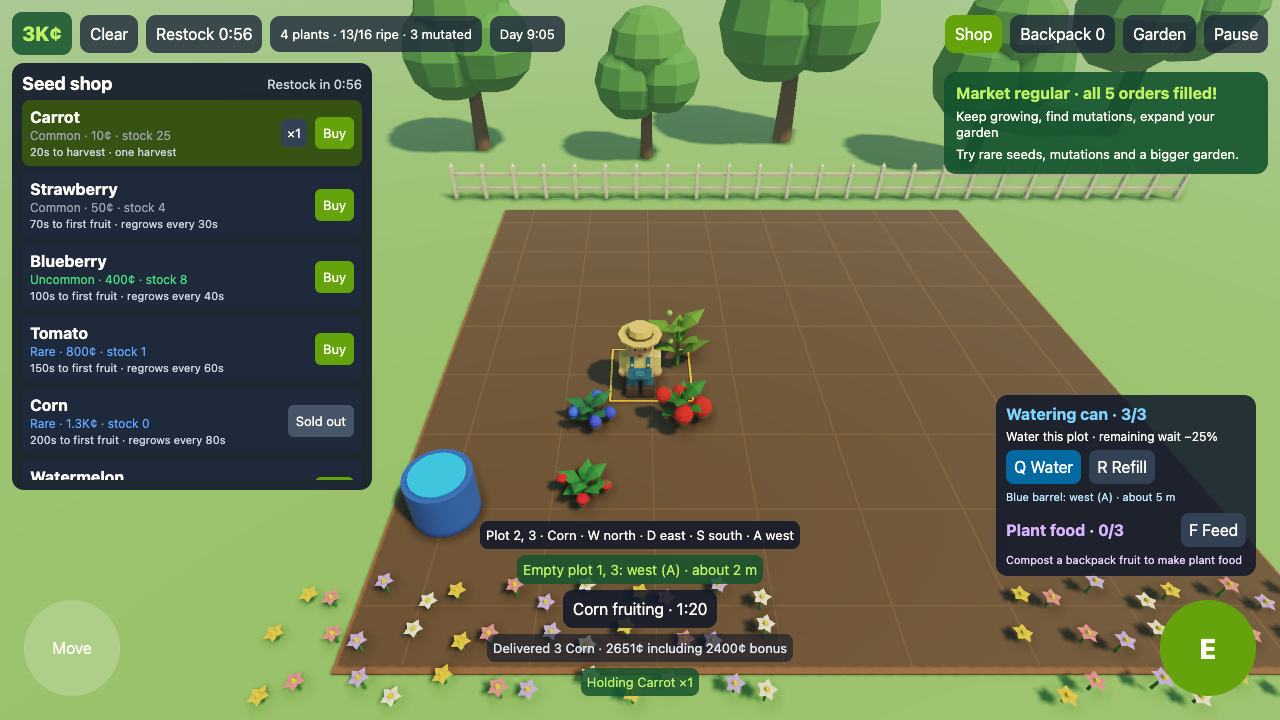 3K¢
Clear
Restock 0:56
4 plants · 13/16 ripe · 3 mutated
Day 9:05
Shop
Backpack 0
Garden
Pause
Seed shop
Restock in 0:56
Carrot
Common · 10¢ · stock 25
20s to harvest · one harvest
×1
Buy
Strawberry
Common · 50¢ · stock 4
70s to first fruit · regrows every 30s
Buy
Blueberry
Uncommon · 400¢ · stock 8
100s to first fruit · regrows every 40s
Buy
Tomato
Rare · 800¢ · stock 1
150s to first fruit · regrows every 60s
Buy
Corn
Rare · 1.3K¢ · stock 0
200s to first fruit · regrows every 80s
Sold out
Watermelon
Market regular · all 5 orders filled!
Keep growing, find mutations, expand your
garden
Try rare seeds, mutations and a bigger garden.
Watering can · 3/3
Water this plot · remaining wait −25%
Q Water
R Refill
Blue barrel: west (A) · about 5 m
Plant food · 0/3
F Feed
Compost a backpack fruit to make plant food
Plot 2, 3 · Corn · W north · D east · S south · A west
Empty plot 1, 3: west (A) · about 2 m
Corn fruiting · 1:20
Delivered 3 Corn · 2651¢ including 2400¢ bonus
Holding Carrot ×1
Move
E